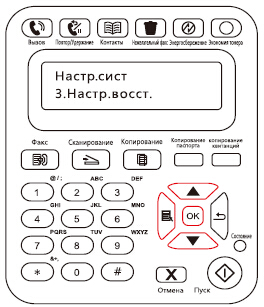 Вызов Повтор/Удержание Контакты Нежелательный факс Энергосбережение Экономия тонера
Настр.сист
3.Настр.восст.
Факс Сканирование Копирование Копирование паспорта копирование квитанций
@ / : ABC DEF
1 2 3
GHI JKL MNO
4 5 6
OK
PQRS TUV WXYZ
7 8 9
Состояние
&+,
* 0 #
X
Отмена Пуск